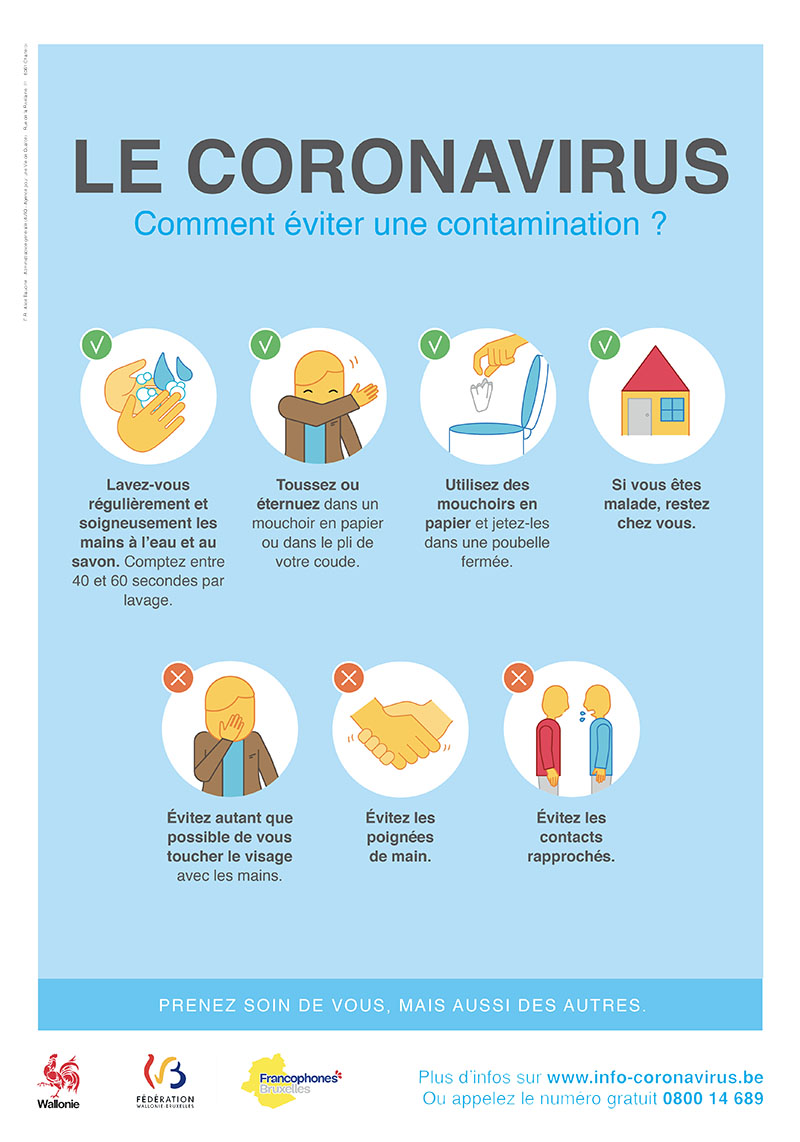 LE CORONAVIRUS
Comment éviter une contamination ?
Lavez-vous
régulièrement et
soigneusement les
mains à l'eau et au
savon. Comptez entre
40 et 60 secondes par
lavage.
Toussez ou
éternuez dans un
mouchoir en papier
ou dans le pli de
votre coude.
Utilisez des
mouchoirs en
papier et jetez-les
dans une poubelle
fermée.
Si vous êtes
malade, restez
chez vous.
Évitez autant que
possible de vous
toucher le visage
avec les mains.
Évitez les
poignées
de main.
Évitez les
contacts
rapprochés.
PRENEZ SOIN DE VOUS, MAIS AUSSI DES AUTRES.
Wallonie
FÉDÉRATION
WALLONIE-BRUXELLES
Francophones
Bruxelles
Plus d'infos sur www.info-coronavirus.be
Ou appelez le numéro gratuit 0800 14 689